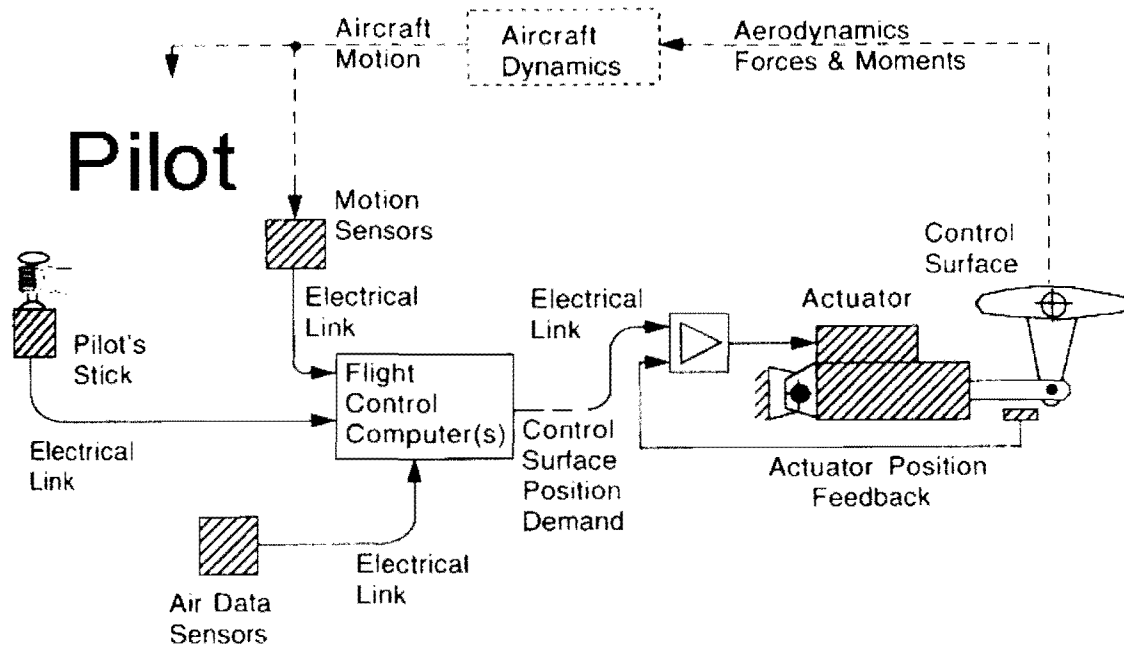 Aircraft
Motion
Aircraft
Dynamics
Aerodynamics
Forces & Moments
Pilot
Motion
Sensors
Control
Surface
Electrical
Link
Electrical
Link
Actuator
Pilot's
Stick
Flight
Control
Computer(s)
Electrical
Link
Control
Surface
Position
Demand
Actuator Position
Feedback
Electrical
Link
Air Data
Sensors